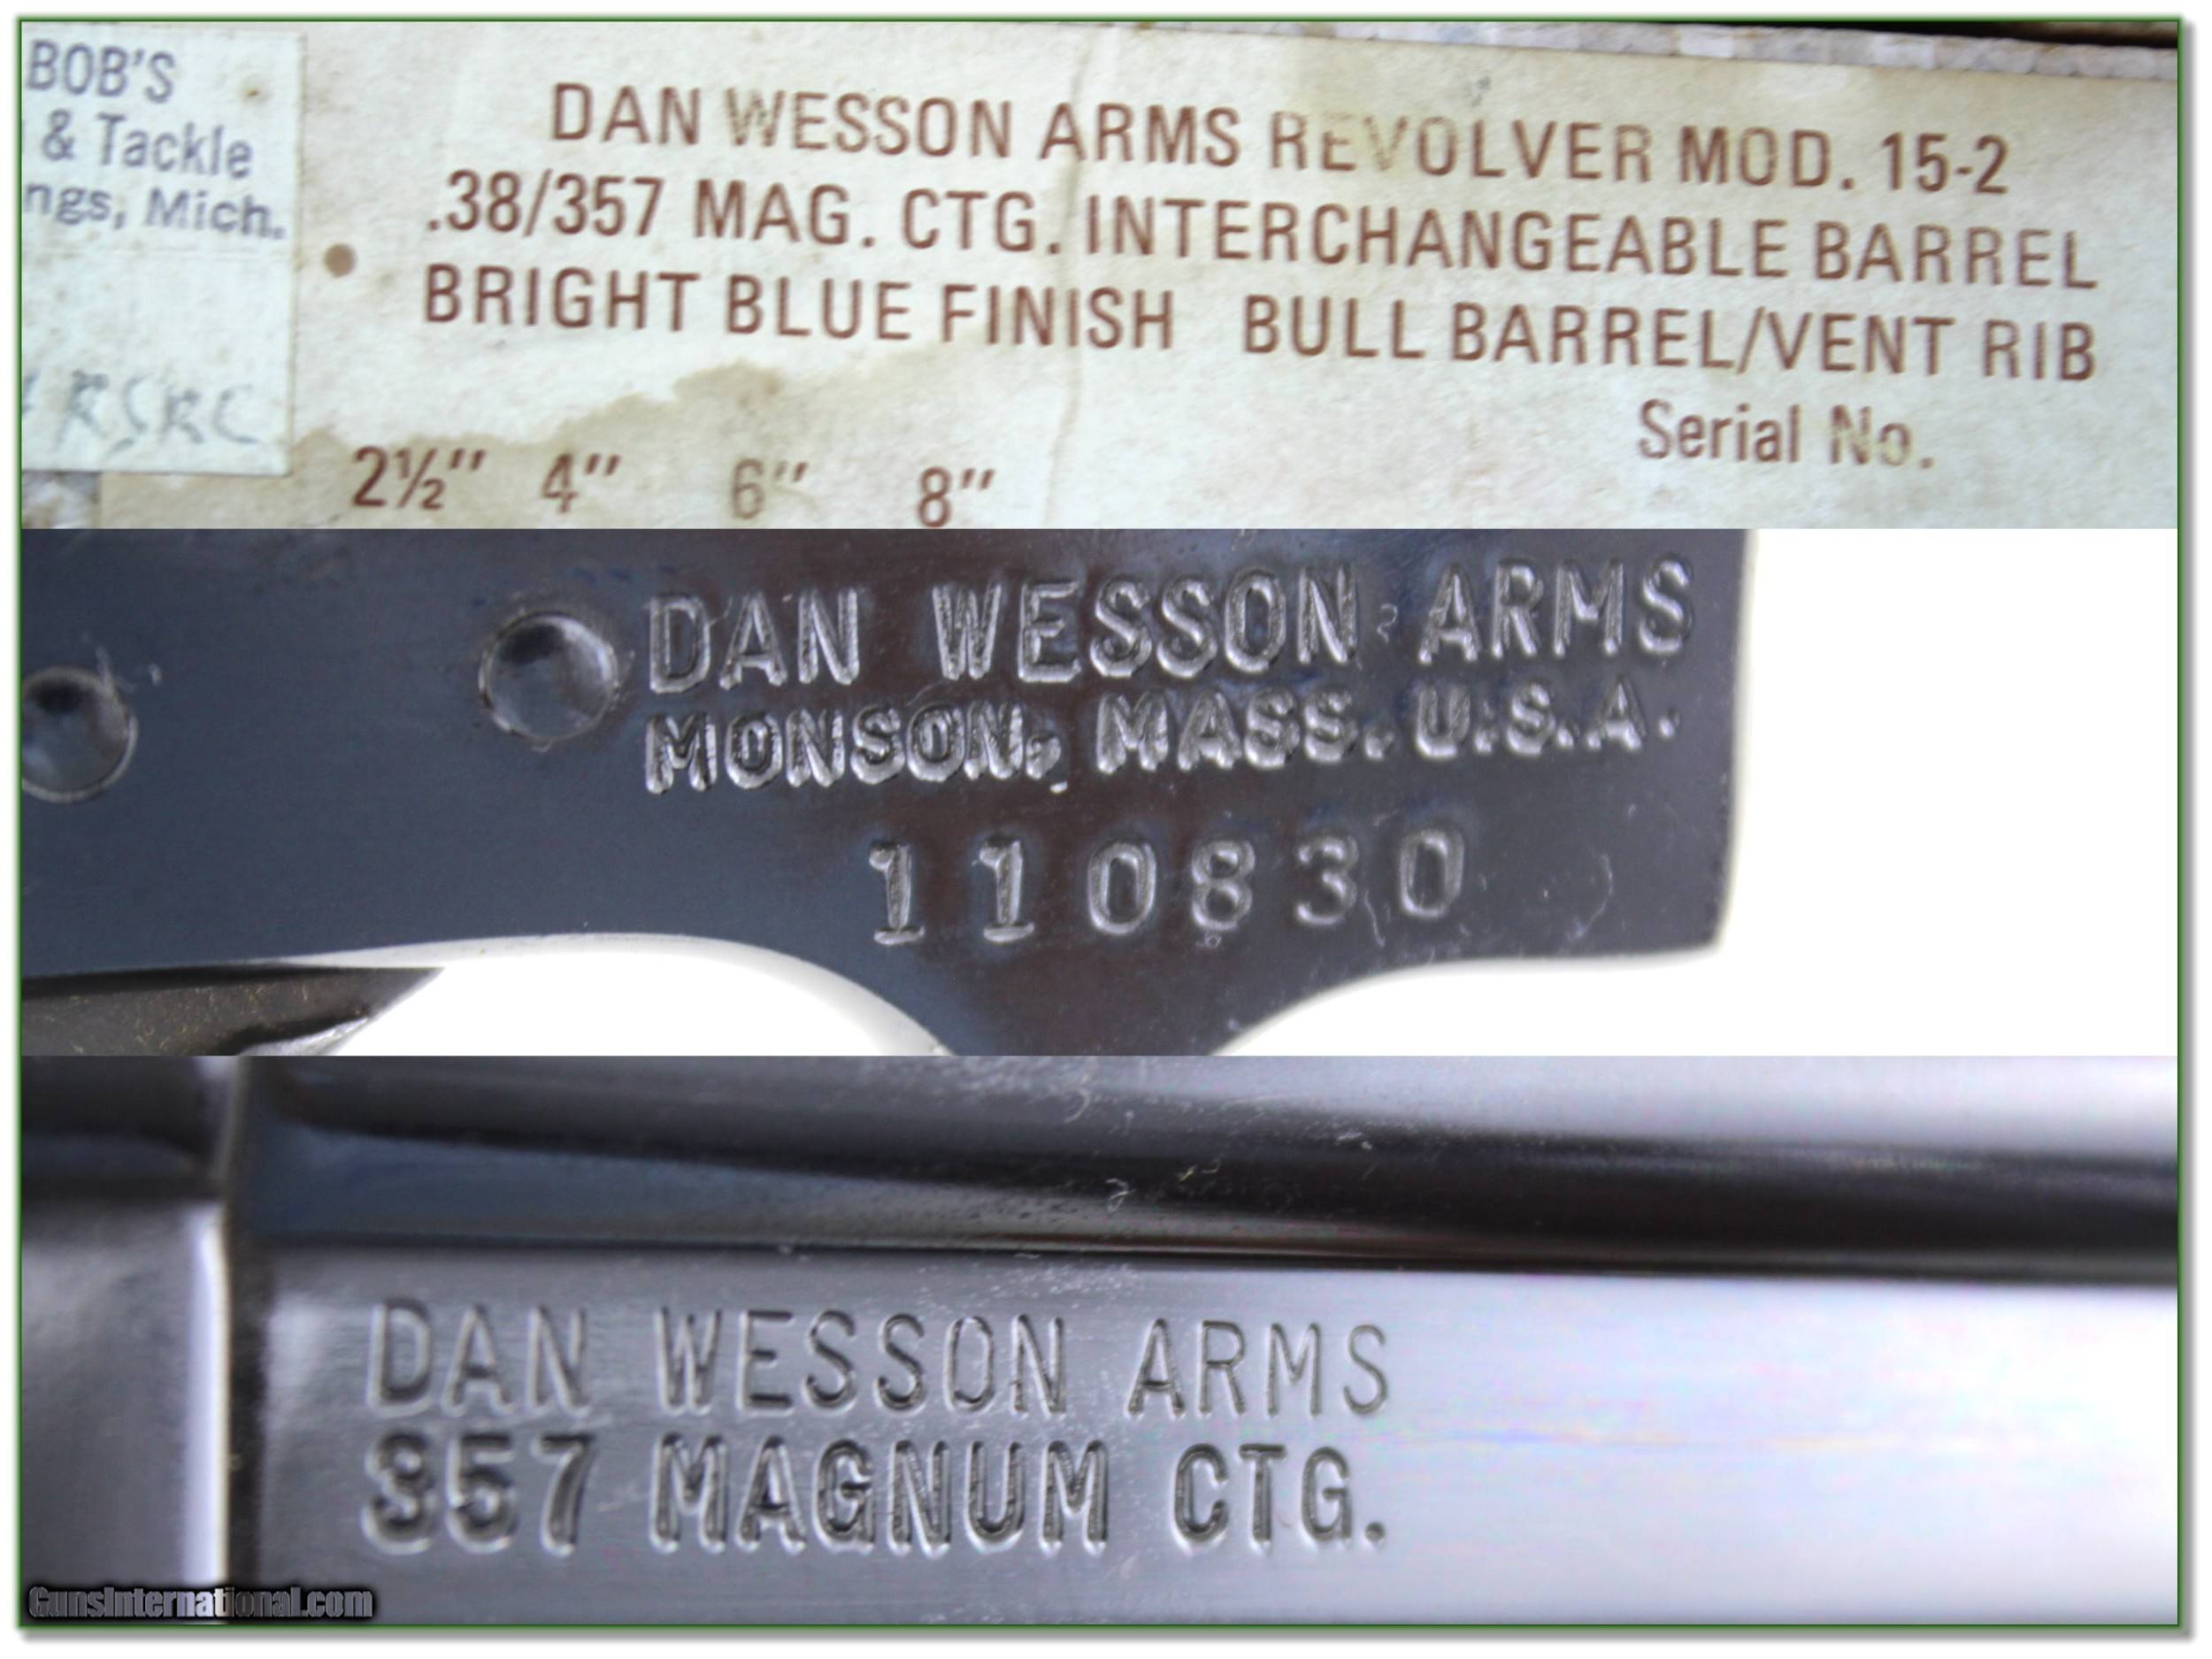 BOB'S
& Tackle
ngs, Mich.
RSRC
DAN WESSON ARMS REVOLVER MOD. 15-2
.38/357 MAG. CTG. INTERCHANGEABLE BARREL
BRIGHT BLUE FINISH BULL BARREL/VENT RIB
Serial No.
2½" 4" 6" 8"
DAN WESSON ARMS
MONSON, MASS. U.S.A.
110830
DAN WESSON ARMS
357 MAGNUM CTG.
GunsInternational.com